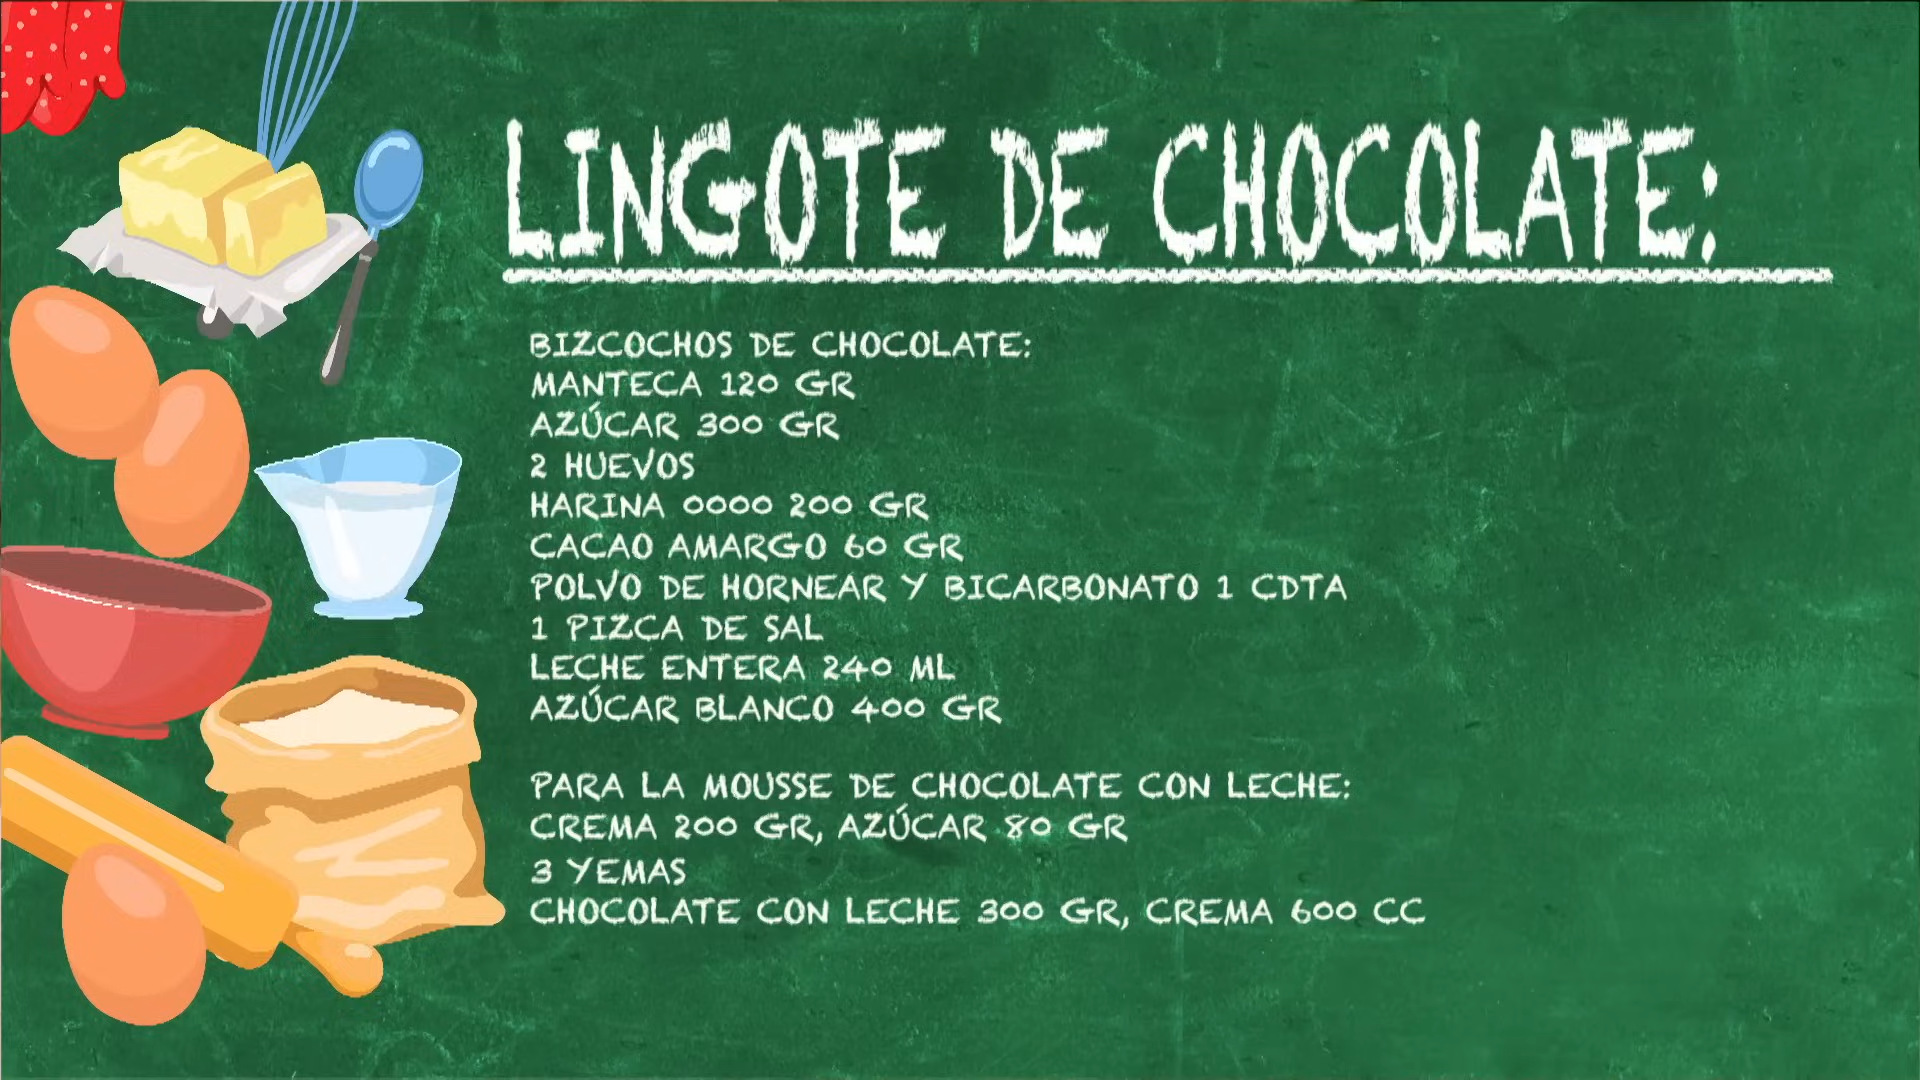 LINGOTE DE CHOCOLATE:
BIZCOCHOS DE CHOCOLATE:
MANTECA 120 GR
AZÚCAR 300 GR
2 HUEVOS
HARINA 0000 200 GR
CACAO AMARGO 60 GR
POLVO DE HORNEAR Y BICARBONATO 1 CDTA
1 PIZCA DE SAL
LECHE ENTERA 240 ML
AZÚCAR BLANCO 400 GR
PARA LA MOUSSE DE CHOCOLATE CON LECHE:
CREMA 200 GR, AZÚCAR 80 GR
3 YEMAS
CHOCOLATE CON LECHE 300 GR, CREMA 600 CC